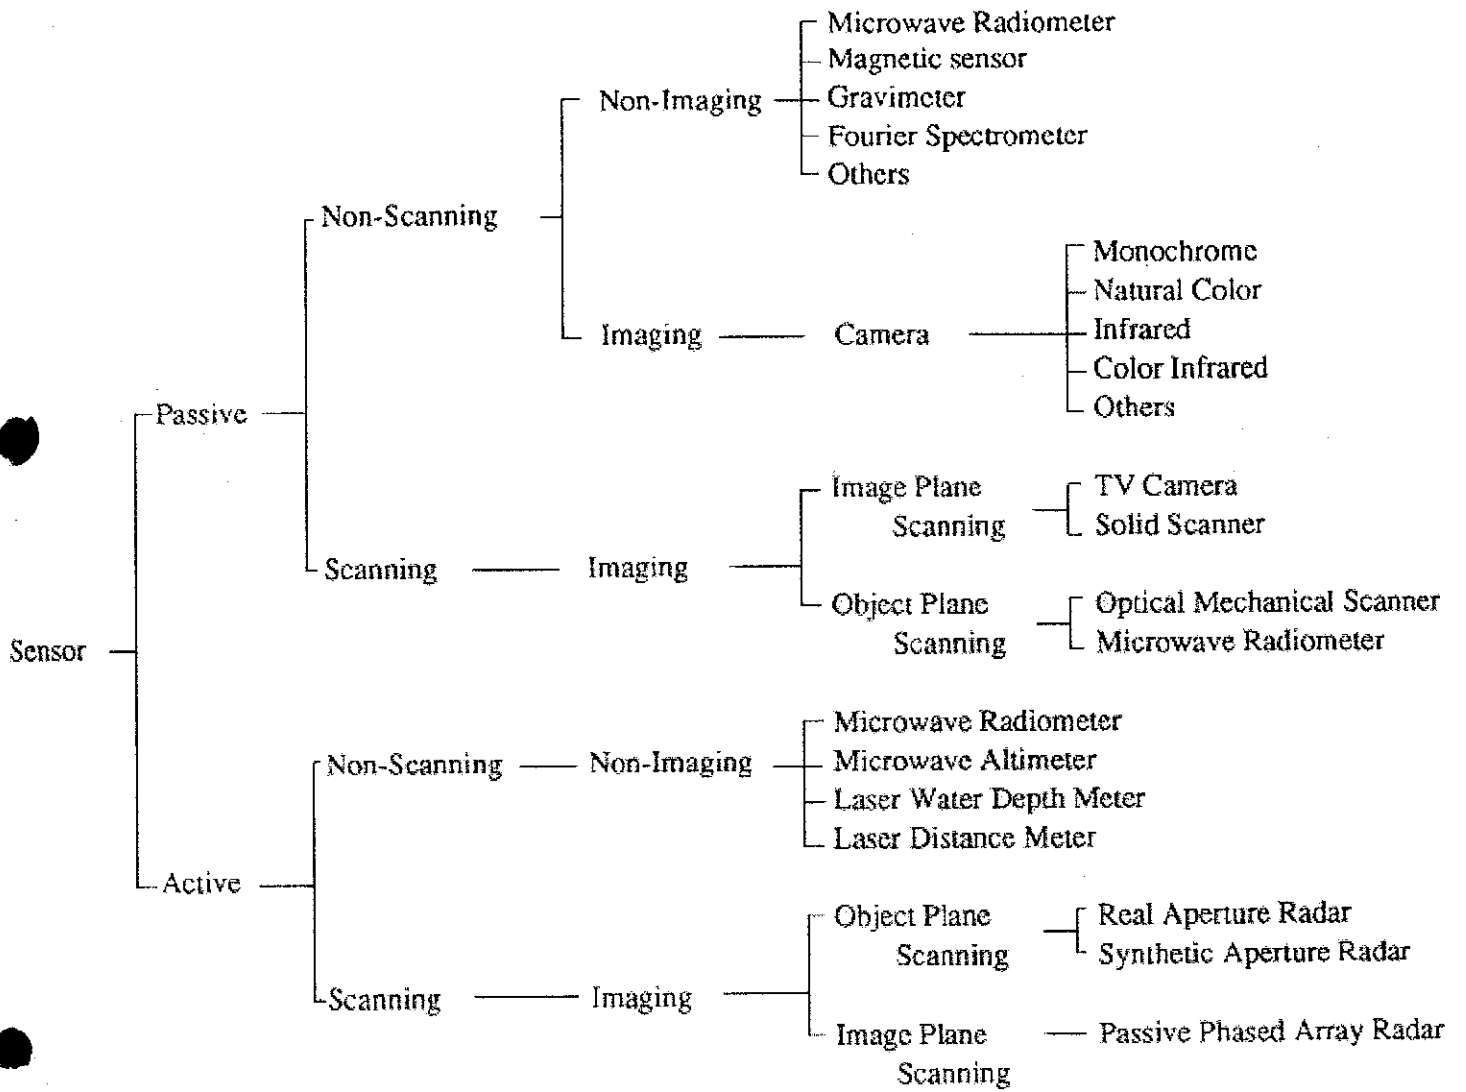 Microwave Radiometer
Magnetic sensor
Non-Imaging
Gravimeter
Fourier Spectrometer
Others
Non-Scanning
Monochrome
Natural Color
Imaging
Camera
Infrared
Color Infrared
Others
Passive
Image Plane
Scanning
TV Camera
Solid Scanner
Scanning
Imaging
Object Plane
Scanning
Optical Mechanical Scanner
Microwave Radiometer
Sensor
Microwave Radiometer
Non-Scanning
Non-Imaging
Microwave Altimeter
Laser Water Depth Meter
Laser Distance Meter
Active
Object Plane
Scanning
Real Aperture Radar
Synthetic Aperture Radar
Scanning
Imaging
Image Plane
Scanning
Passive Phased Array Radar